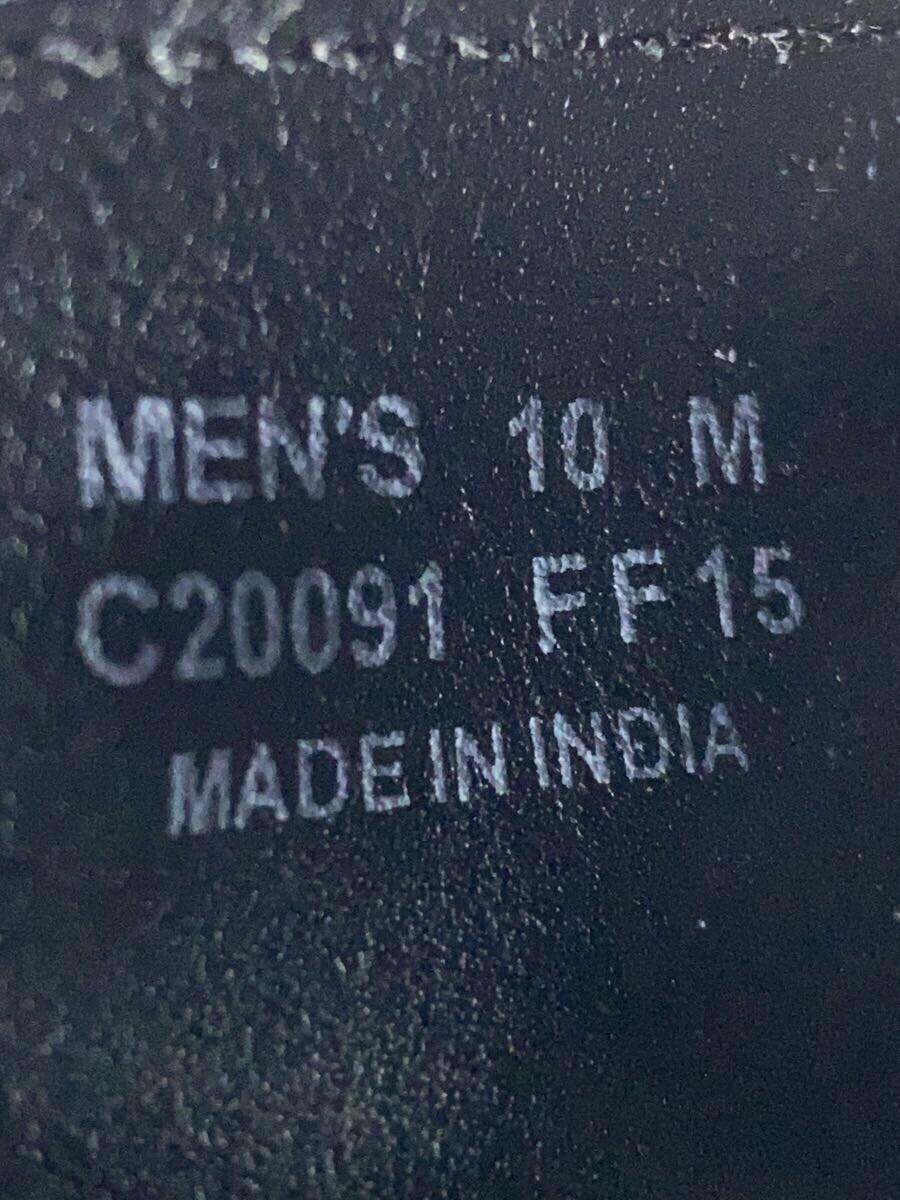 MEN'S 10 M
C20091 FF15
MADE IN INDIA